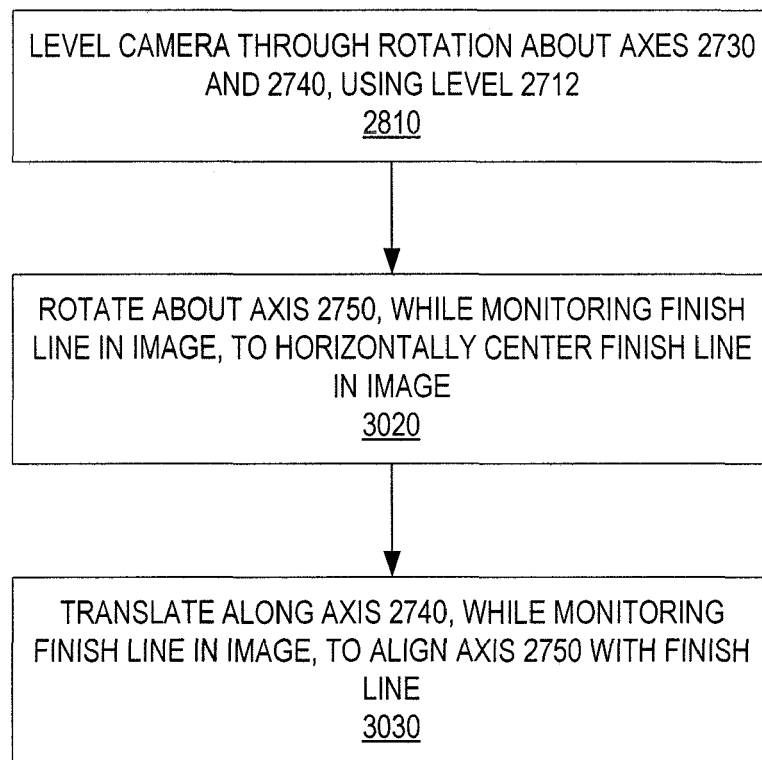 LEVEL CAMERA THROUGH ROTATION ABOUT AXES 2730
AND 2740, USING LEVEL 2712
2810
ROTATE ABOUT AXIS 2750, WHILE MONITORING FINISH
LINE IN IMAGE, TO HORIZONTALLY CENTER FINISH LINE
IN IMAGE
3020
TRANSLATE ALONG AXIS 2740, WHILE MONITORING
FINISH LINE IN IMAGE, TO ALIGN AXIS 2750 WITH FINISH
LINE
3030